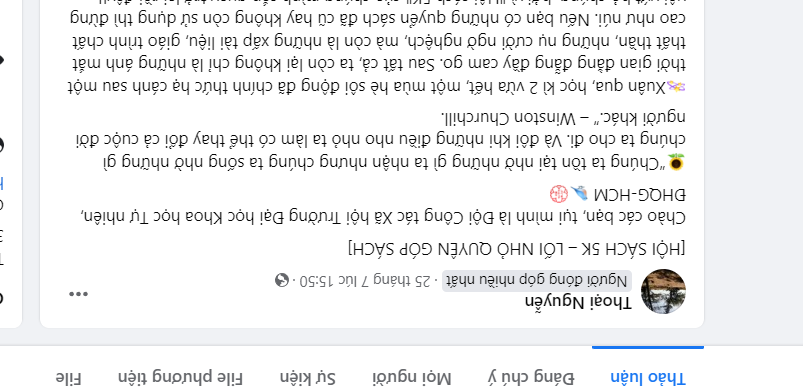 Thảo luận Đáng chú ý Mọi người Sự kiện File phương tiện File
Thoại Nguyễn
Người đóng góp nhiều nhất · 25 tháng 7 lúc 15:50 ·
[HỘI SÁCH 5K – LỐI NHỎ QUYÊN GÓP SÁCH]
Chào các bạn, tụi mình là Đội Công tác Xã hội Trường Đại học Khoa học Tự nhiên,
ĐHQG-HCM
"Chúng ta tồn tại nhờ những gì ta nhận nhưng chúng ta sống nhờ những gì
chúng ta cho đi. Và đôi khi những điều nho nhỏ ta làm có thể thay đổi cả cuộc đời
người khác." – Winston Churchill.
Xuân qua, học kì 2 vừa hết, một mùa hè sôi động đã chính thức hạ cánh sau một
thời gian đằng đẵng đầy cam go. Sau tất cả, ta còn lại không chỉ là những ánh mắt
thất thần, những nụ cười ngờ nghệch, mà còn là những xấp tài liệu, giáo trình chất
cao như núi. Nếu bạn có những quyển sách đã cũ hay không còn sử dụng thì đừng